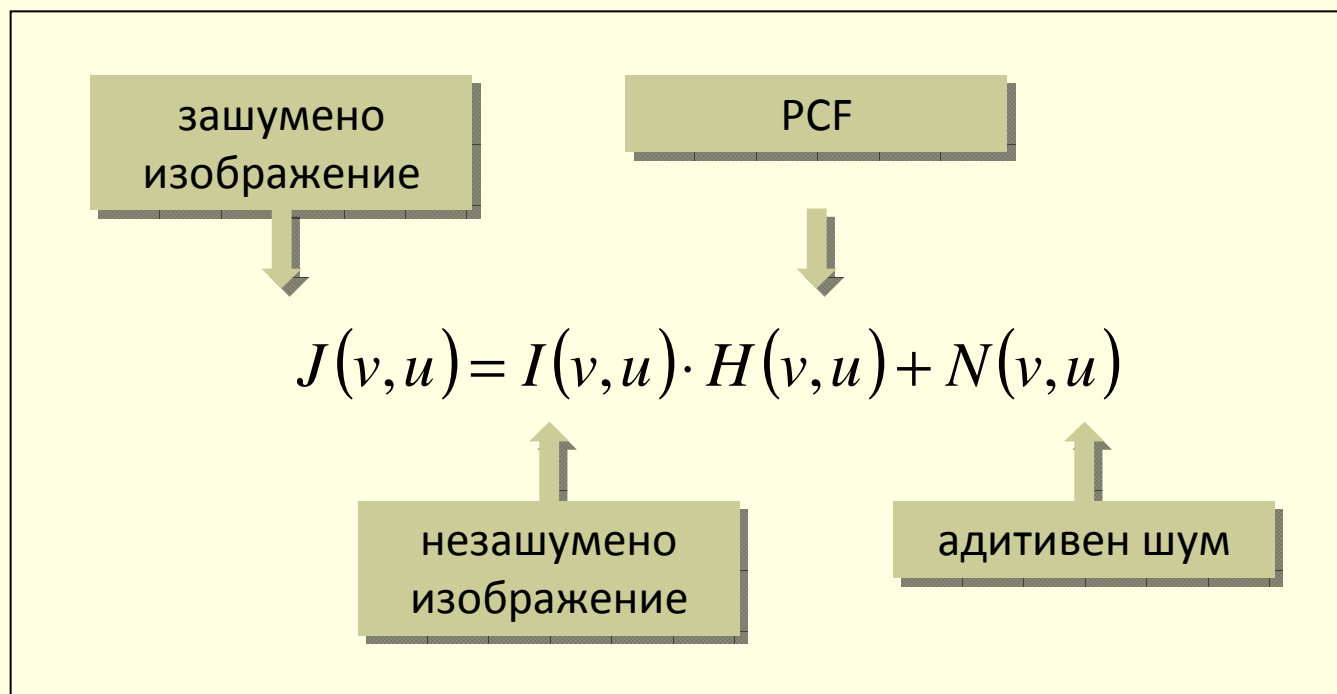 зашумено
изображение
PCF
J(v,u) = I(v,u) · H(v,u) + N(v,u)
незашумено
изображение
адитивен шум